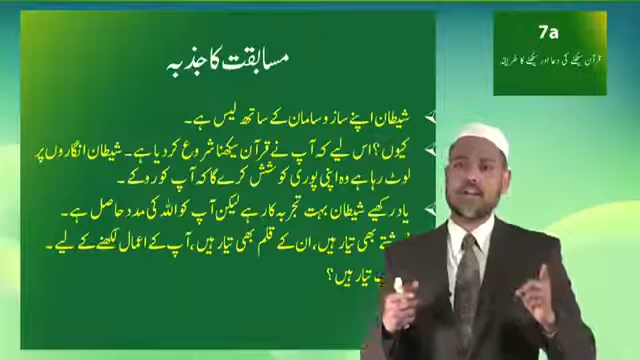 7a
قرآن سیکھنے کی دعا اور سیکھنے کا طریقہ
مسابقت کا جذبہ
شیطان اپنے ساز و سامان کے ساتھ لیس ہے۔
کیوں؟ اس لیے کہ آپ نے قرآن سیکھنا شروع کر دیا ہے۔ شیطان انگاروں پر
لوٹ رہا ہے وہ اپنی پوری کوشش کرے گا کہ آپ کو روکے۔
یاد رکھیے شیطان بہت تجربہ کار ہے لیکن آپ کو اللہ کی مدد حاصل ہے۔
بھی تیار ہیں، ان کے قلم بھی تیار ہیں، آپ کے اعمال لکھنے کے لیے۔
تیار ہیں؟